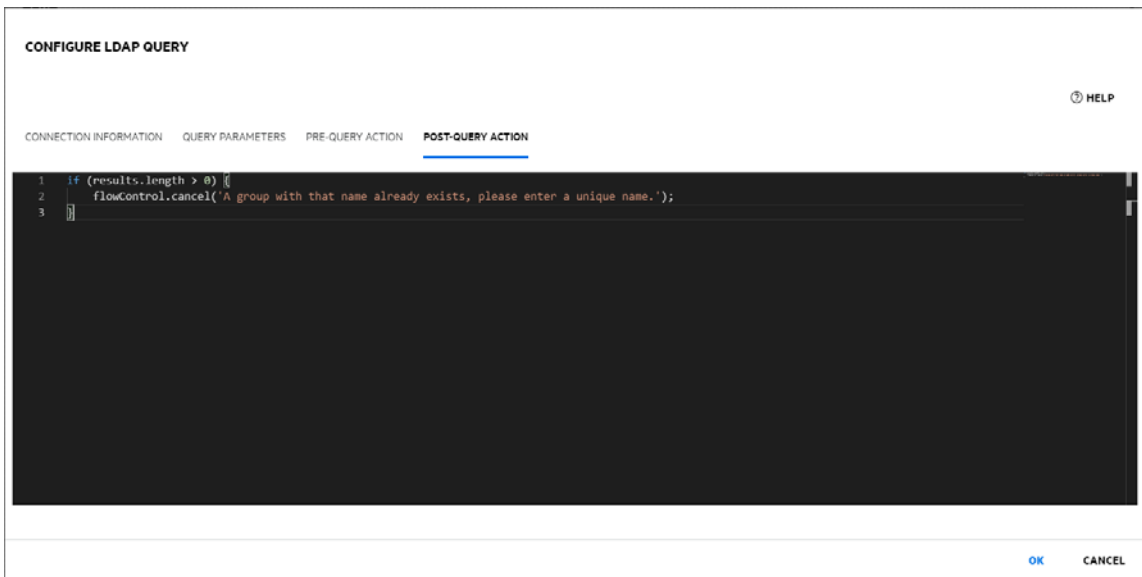 CONFIGURE LDAP QUERY
HELP
CONNECTION INFORMATION QUERY PARAMETERS PRE-QUERY ACTION POST-QUERY ACTION
1 if (results.length > 0) {
2 flowControl.cancel('A group with that name already exists, please enter a unique name.');
3 }
OK CANCEL